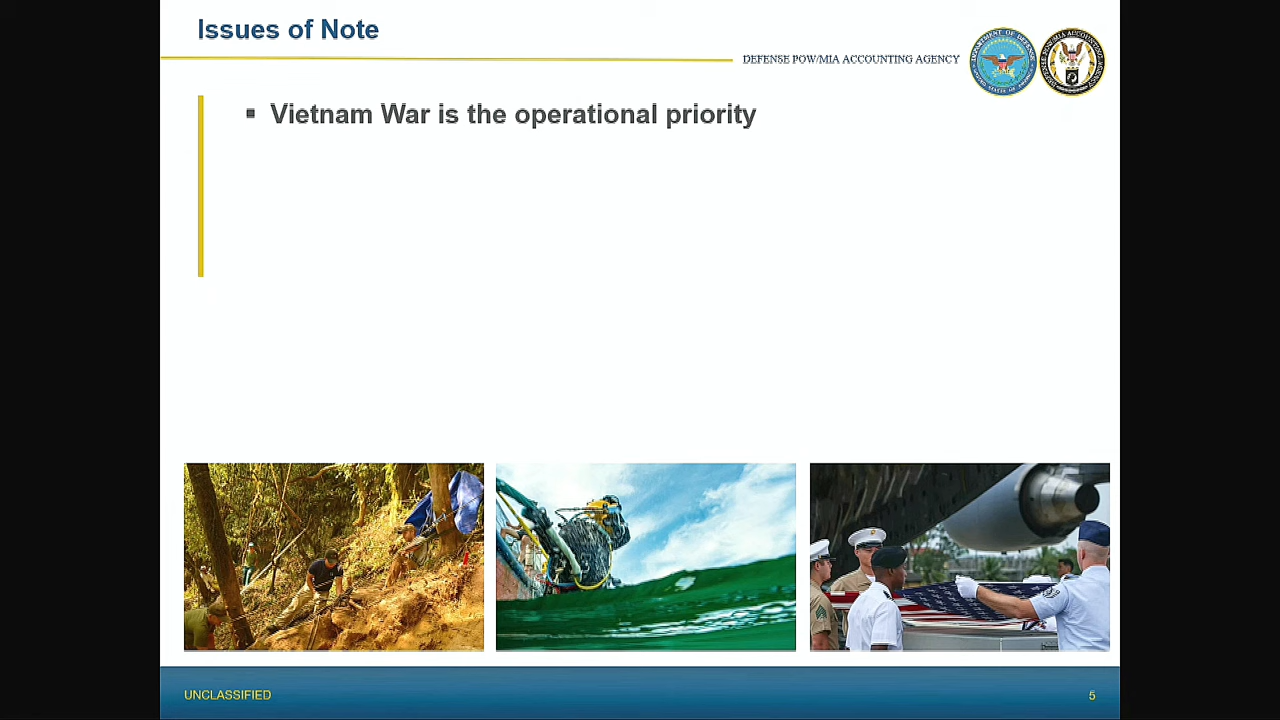 Issues of Note
DEFENSE POW/MIA ACCOUNTING AGENCY
Vietnam War is the operational priority
UNCLASSIFIED
5